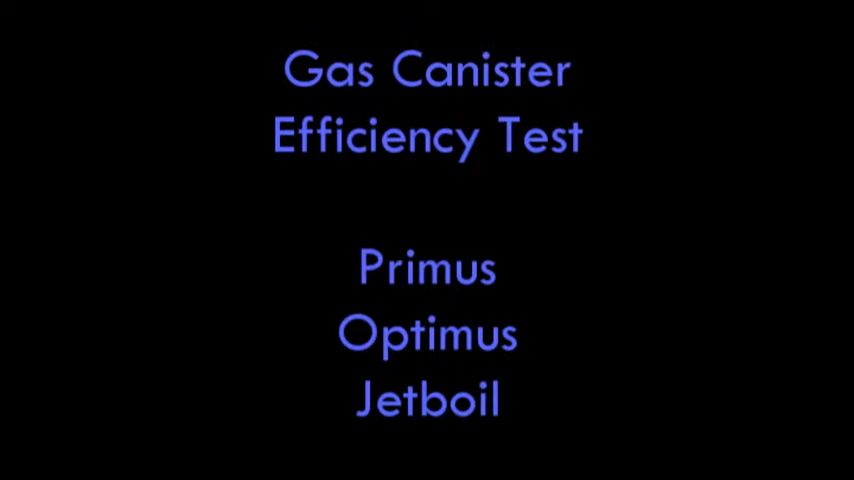 Gas Canister
Efficiency Test
Primus
Optimus
Jetboil